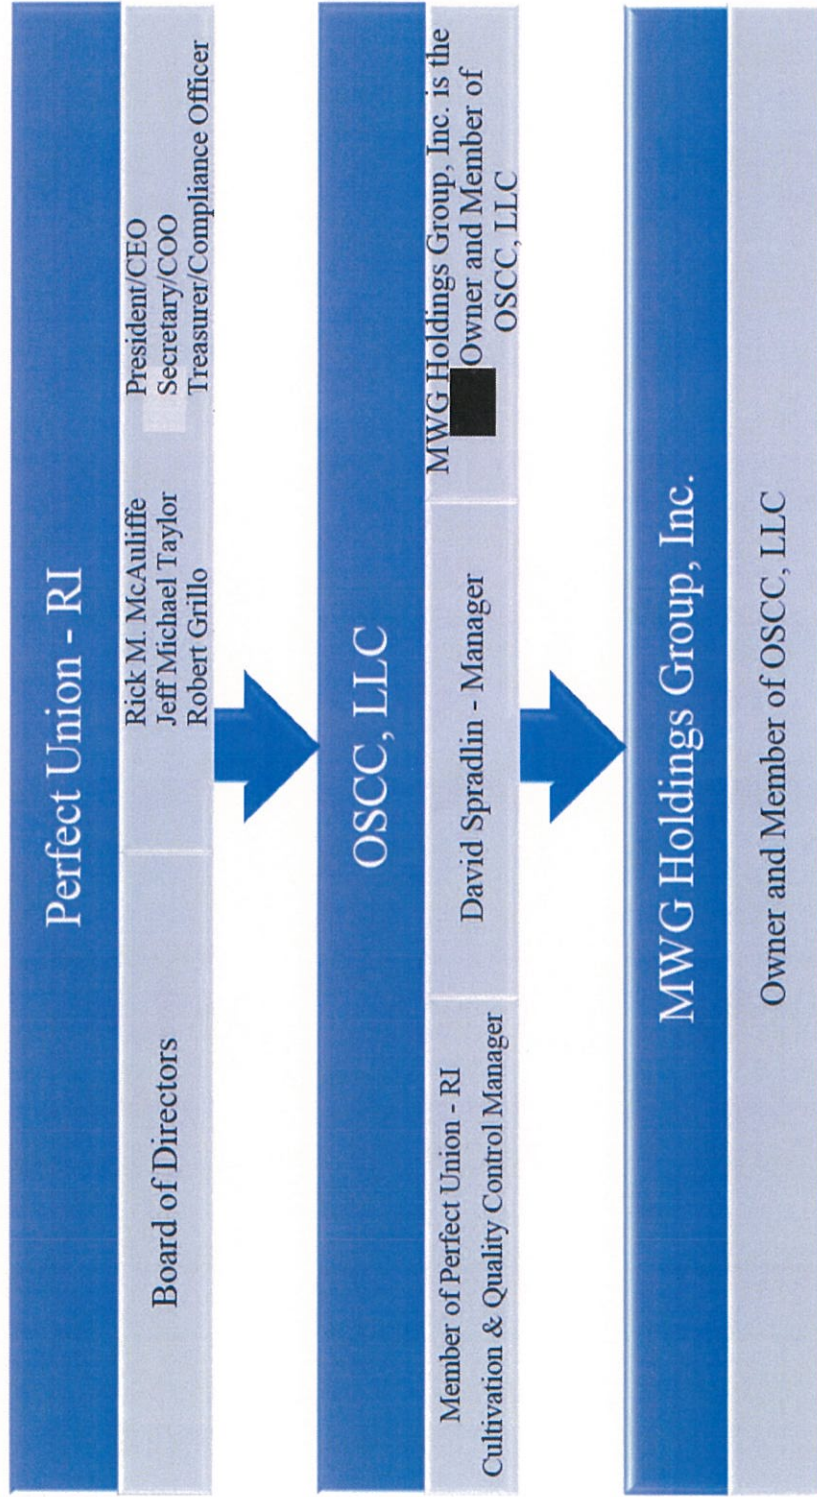 Perfect Union - RI
Board of Directors
Rick M. McAuliffe
Jeff Michael Taylor
Robert Grillo
President/CEO
Secretary/COO
Treasurer/Compliance Officer
OSCC, LLC
Member of Perfect Union - RI
Cultivation & Quality Control Manager
David Spradlin - Manager
MWG Holdings Group, Inc. is the
Owner and Member of
OSCC, LLC
MWG Holdings Group, Inc.
Owner and Member of OSCC, LLC